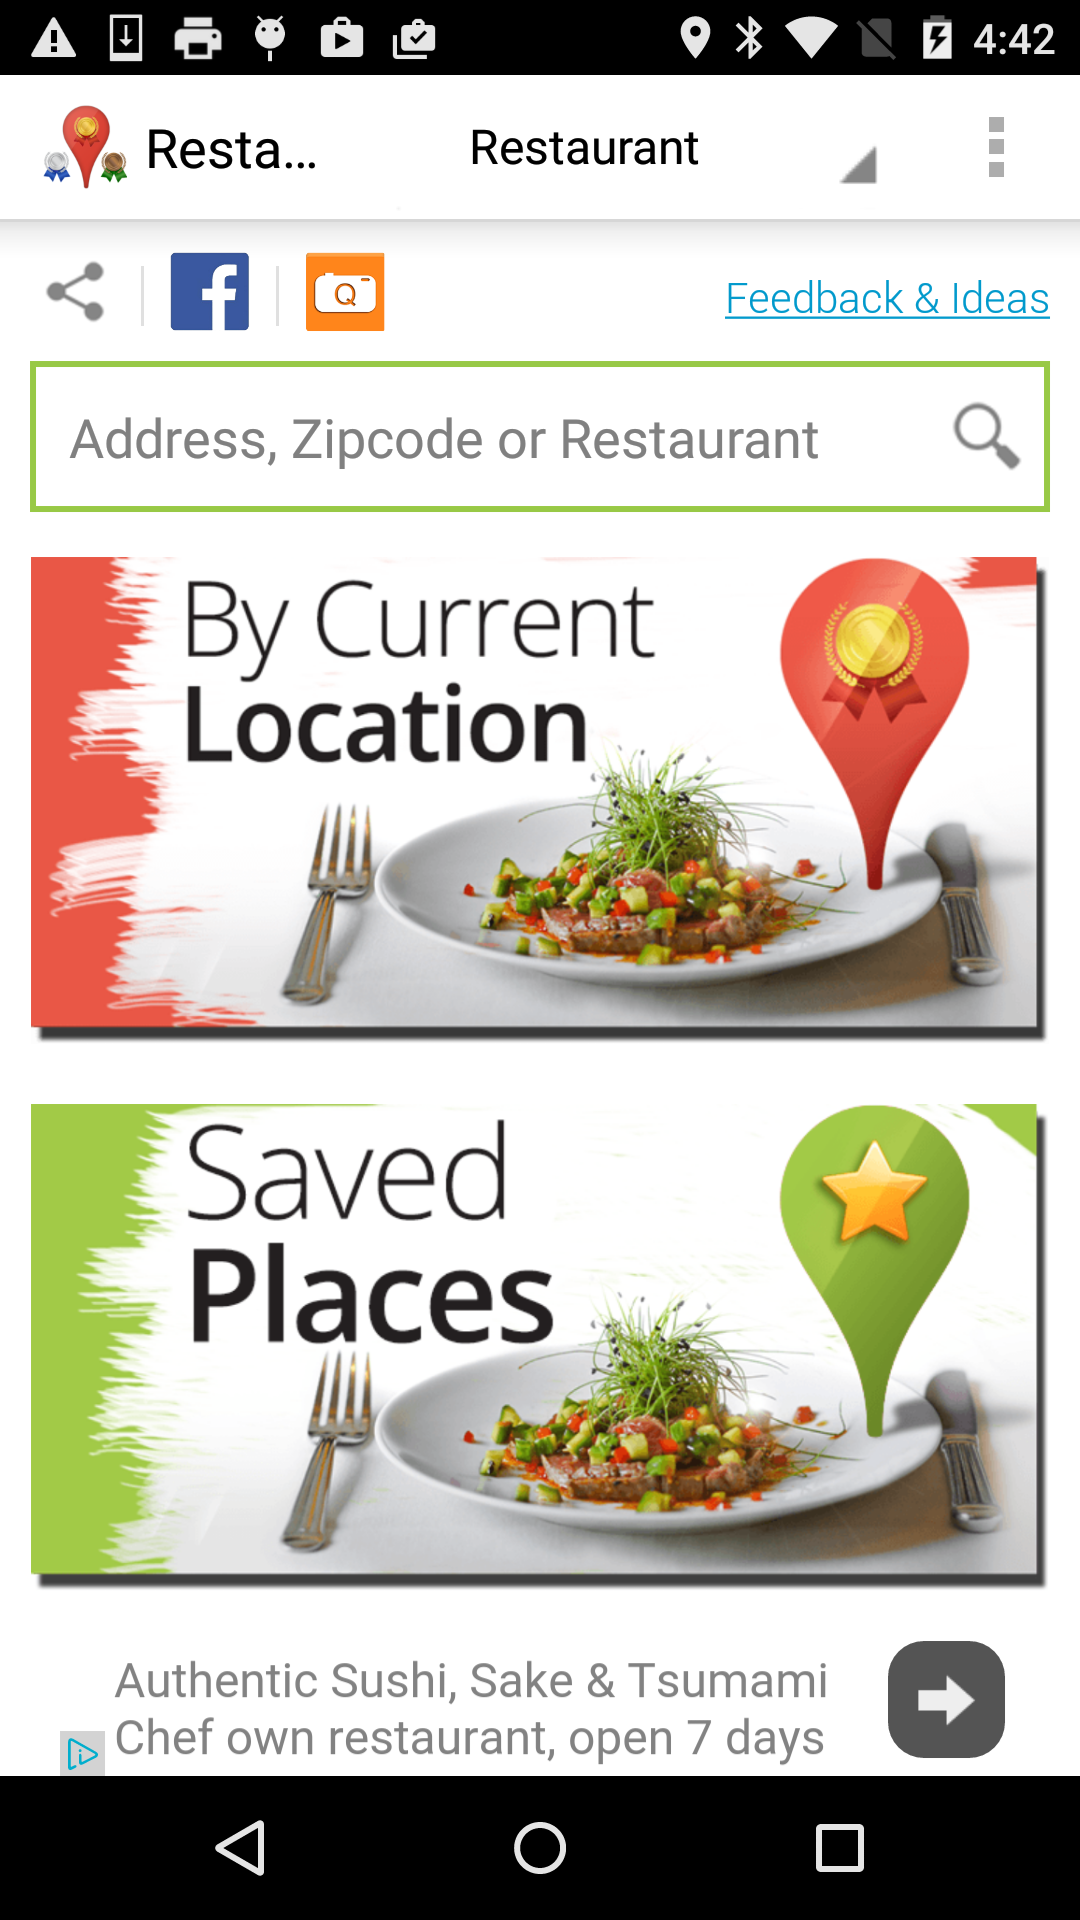 4:42
Resta...
Restaurant
Feedback & Ideas
Address, Zipcode or Restaurant
By Current
Location
Saved
Places
Authentic Sushi, Sake & Tsumami
Chef own restaurant, open 7 days